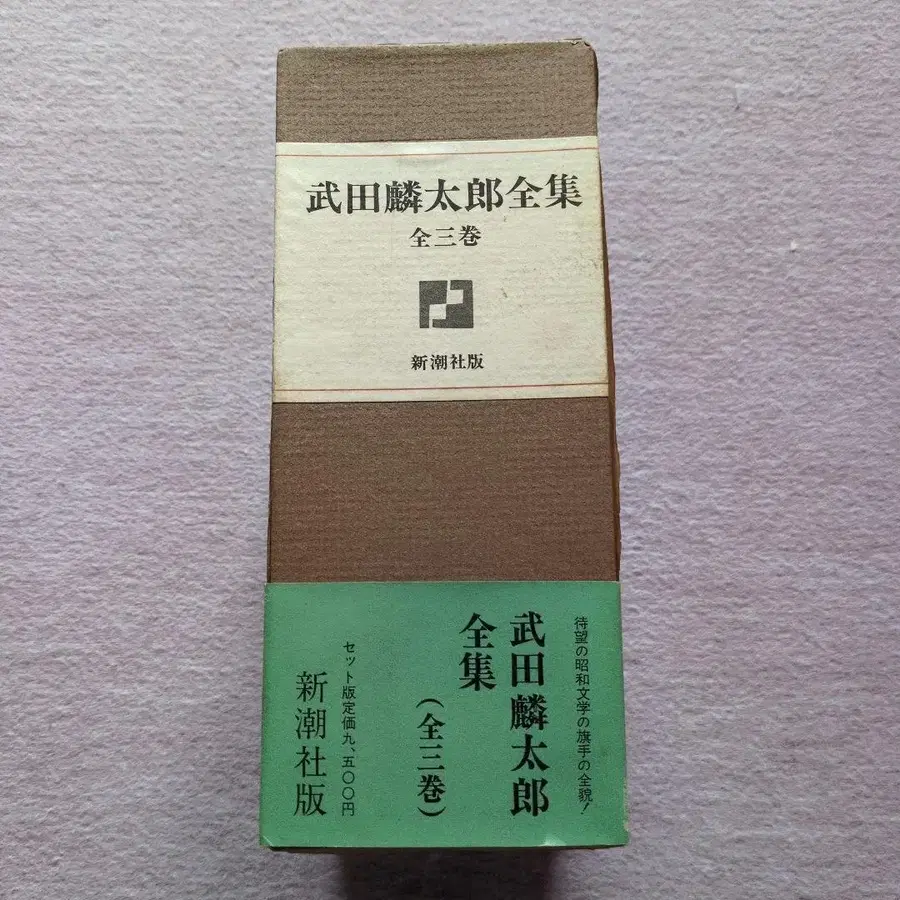 武田麟太郎全集
全三巻
新潮社版
待望の昭和文学の旗手の全貌!
武田麟太郎
全集
(全三巻)
セット版定価九、五〇〇円
新潮社版